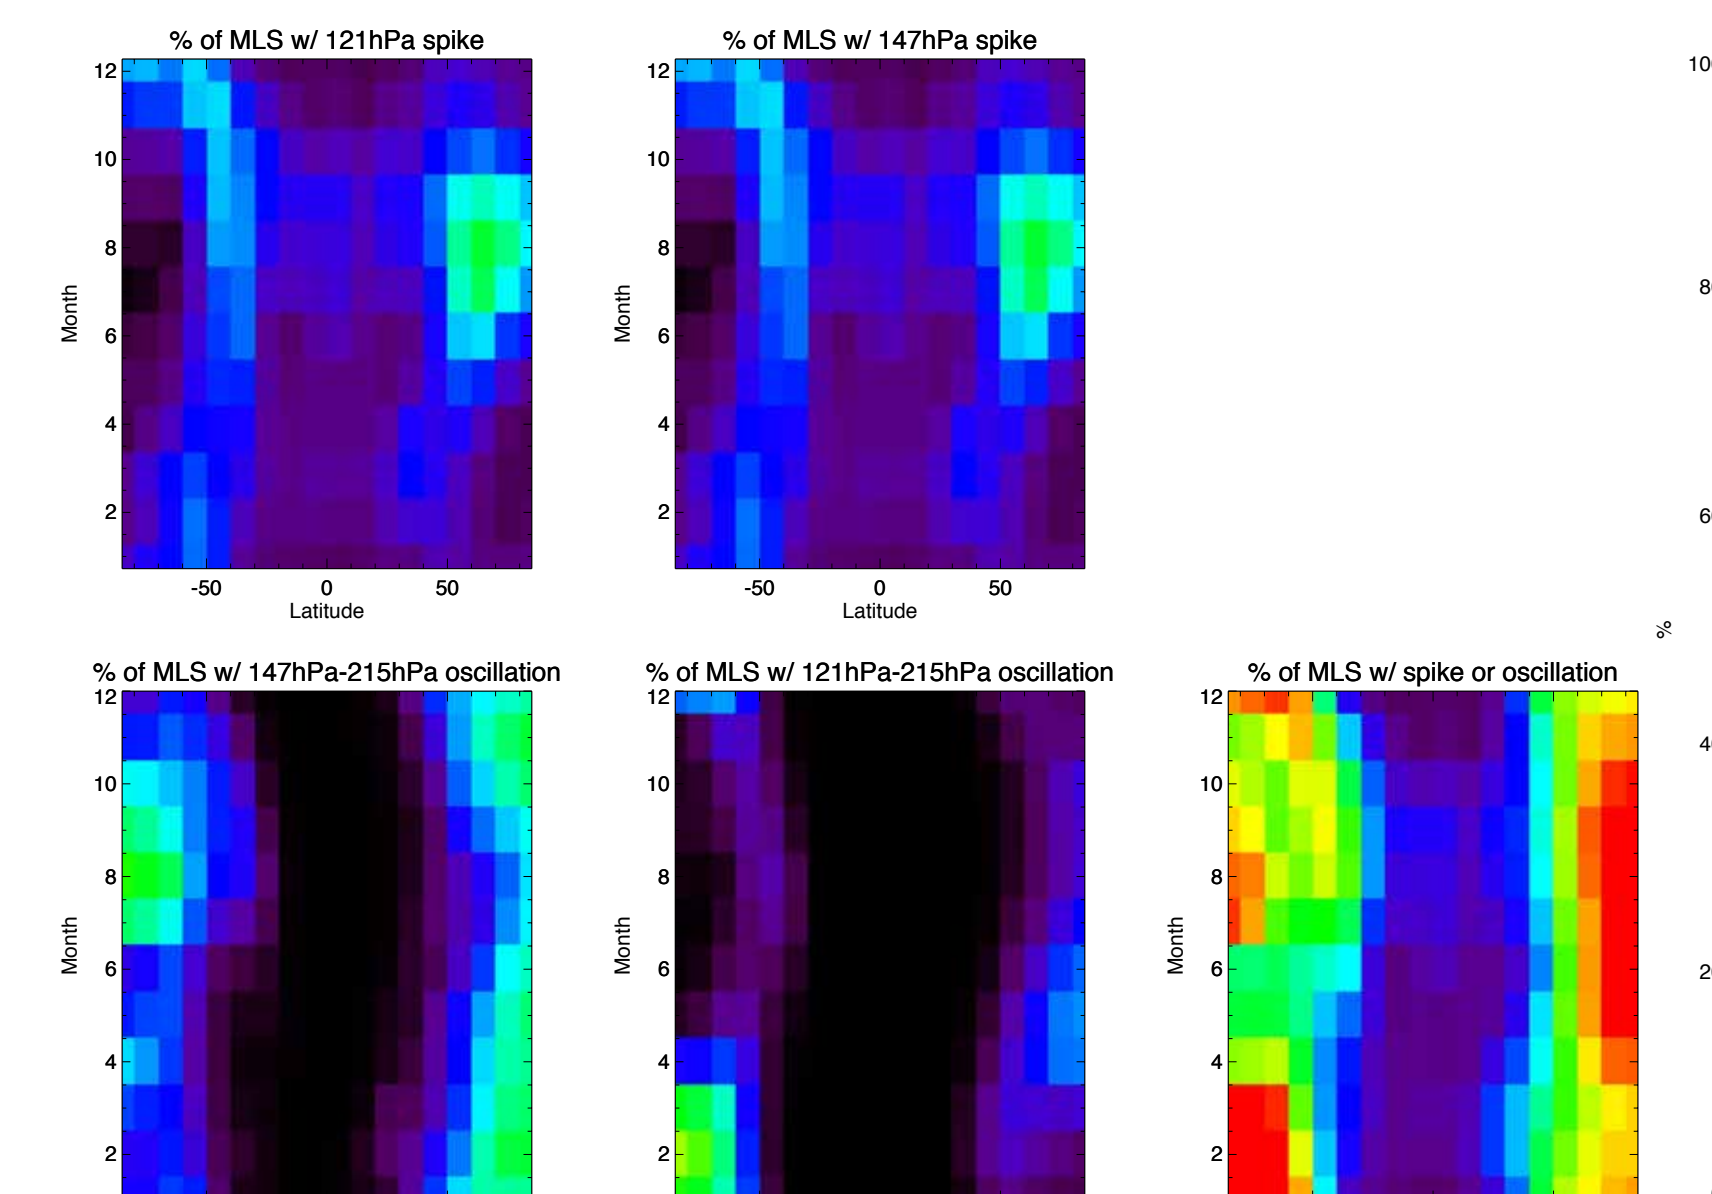 % of MLS w/ 121hPa spike
12
10
8
6
4
2
Month
-50 0 50
Latitude
% of MLS w/ 147hPa spike
12
10
8
6
4
2
Month
-50 0 50
Latitude
% of MLS w/ 147hPa-215hPa oscillation
12
10
8
6
4
2
Month
% of MLS w/ 121hPa-215hPa oscillation
12
10
8
6
4
2
Month
% of MLS w/ spike or oscillation
12
10
8
6
4
2
Month
%